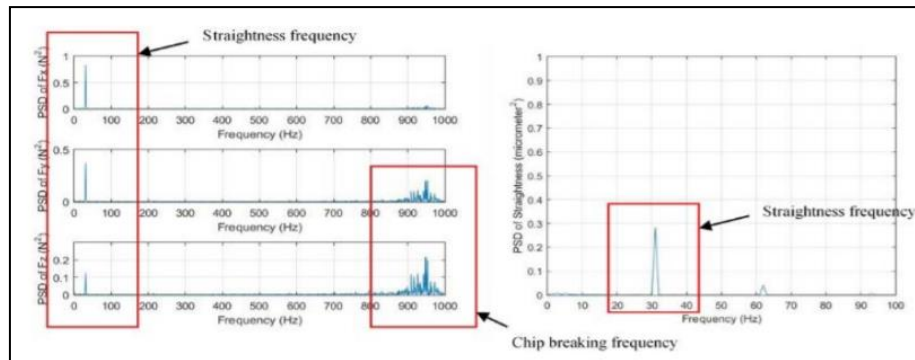 Straightness frequency
PSD of Fx (N²)
1
0.5
0
0 100 200 300 400 500 600 700 800 900 1000
Frequency (Hz)
PSD of Fy (N²)
0.5
0
0 100 200 300 400 500 600 700 800 900 1000
Frequency (Hz)
PSD of Fz (N²)
0.2
0.1
0
0 100 200 300 400 500 600 700 800 900 1000
Frequency (Hz)
Chip breaking frequency
PSD of Straightness (micrometer²)
1
0.9
0.8
0.7
0.6
0.5
0.4
0.3
0.2
0.1
0
0 10 20 30 40 50 60 70 80 90 100
Frequency (Hz)
Straightness frequency